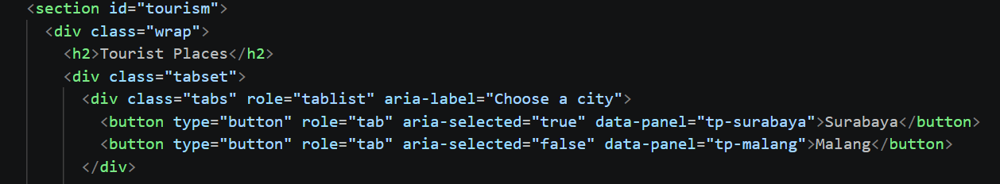 <section id="tourism">
<div class="wrap">
<h2>Tourist Places</h2>
<div class="tabset">
<div class="tabs" role="tablist" aria-label="Choose a city">
<button type="button" role="tab" aria-selected="true" data-panel="tp-surabaya">Surabaya</button>
<button type="button" role="tab" aria-selected="false" data-panel="tp-malang">Malang</button>
</div>